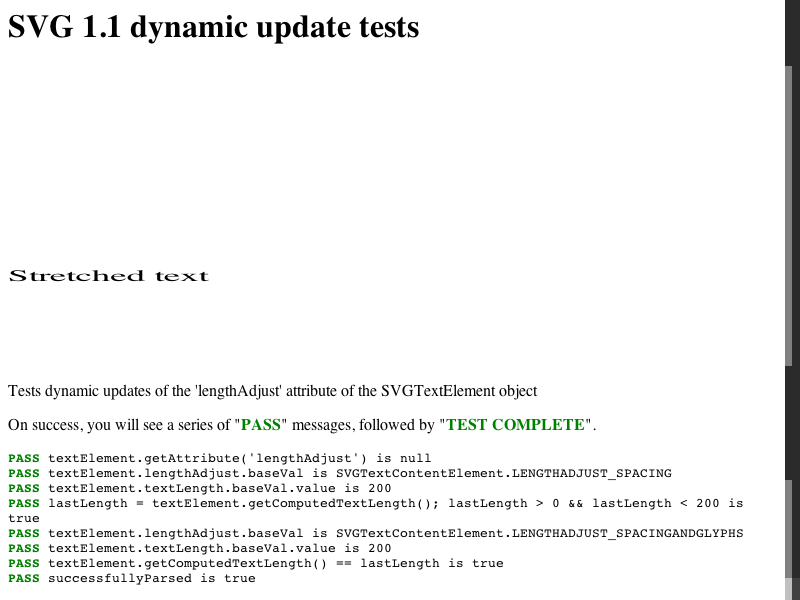 SVG 1.1 dynamic update tests
Stretched text
Tests dynamic updates of the 'lengthAdjust' attribute of the SVGTextElement object
On success, you will see a series of "PASS" messages, followed by "TEST COMPLETE".
PASS textElement.getAttribute('lengthAdjust') is null
PASS textElement.lengthAdjust.baseVal is SVGTextContentElement.LENGTHADJUST_SPACING
PASS textElement.textLength.baseVal.value is 200
PASS lastLength = textElement.getComputedTextLength(); lastLength > 0 && lastLength < 200 is
true
PASS textElement.lengthAdjust.baseVal is SVGTextContentElement.LENGTHADJUST_SPACINGANDGLYPHS
PASS textElement.textLength.baseVal.value is 200
PASS textElement.getComputedTextLength() == lastLength is true
PASS successfullyParsed is true